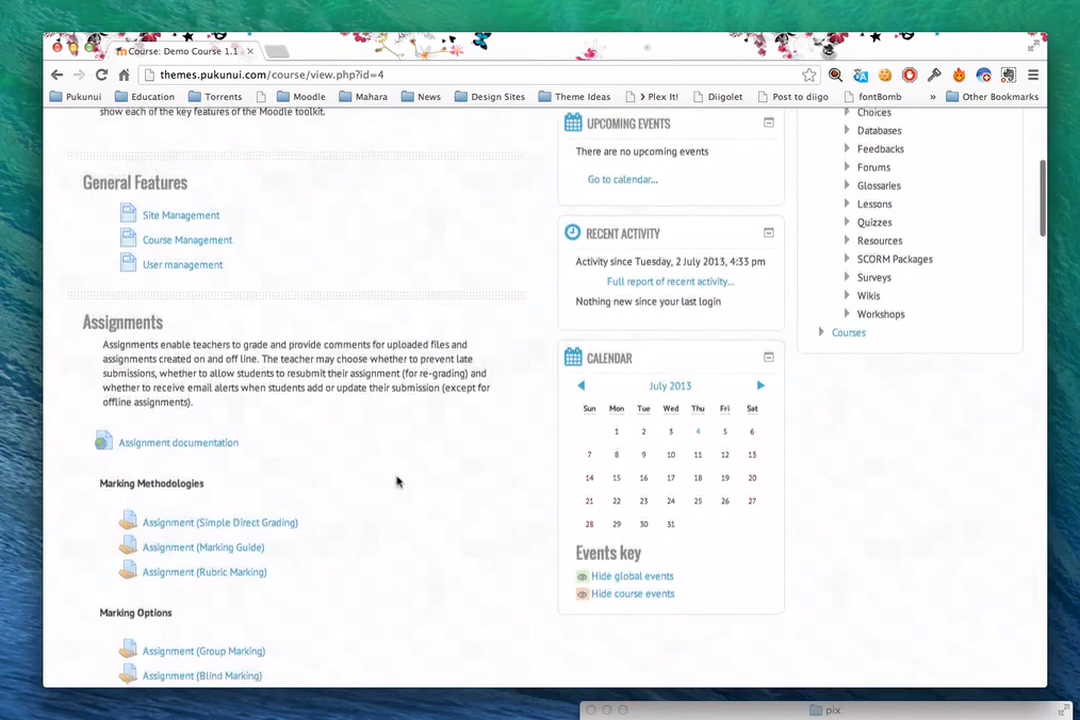 Course: Demo Course 1.1
themes.pukunui.com/course/view.php?id=4
Pukunui Education Torrents Moodle Mahara News Design Sites Theme Ideas > Plex It! Diigolet Post to diigo fontBomb » Other Bookmarks
show each of the key features of the Moodle toolkit.
General Features
Site Management
Course Management
User management
Assignments
Assignments enable teachers to grade and provide comments for uploaded files and
assignments created on and off line. The teacher may choose whether to prevent late
submissions, whether to allow students to resubmit their assignment (for re-grading) and
whether to receive email alerts when students add or update their submission (except for
offline assignments).
Assignment documentation
Marking Methodologies
Assignment (Simple Direct Grading)
Assignment (Marking Guide)
Assignment (Rubric Marking)
Marking Options
Assignment (Group Marking)
Assignment (Blind Marking)
UPCOMING EVENTS
There are no upcoming events
Go to calendar...
RECENT ACTIVITY
Activity since Tuesday, 2 July 2013, 4:33 pm
Full report of recent activity...
Nothing new since your last login
CALENDAR
July 2013
Sun Mon Tue Wed Thu Fri Sat
1 2 3 4 5 6
7 8 9 10 11 12 13
14 15 16 17 18 19 20
21 22 23 24 25 26 27
28 29 30 31
Events key
Hide global events
Hide course events
Choices
Databases
Feedbacks
Forums
Glossaries
Lessons
Quizzes
Resources
SCORM Packages
Surveys
Wikis
Workshops
Courses
pix